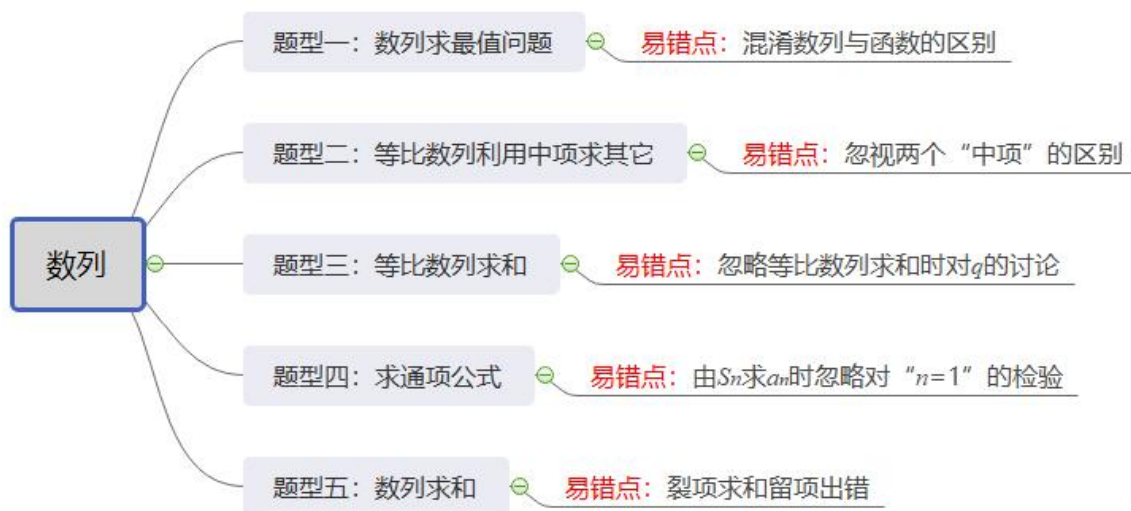 题型一：数列求最值问题
易错点：混淆数列与函数的区别
题型二：等比数列利用中项求其它
易错点：忽视两个“中项”的区别
数列
题型三：等比数列求和
易错点：忽略等比数列求和时对q的讨论
题型四：求通项公式
易错点：由Sn求an时忽略对“n=1”的检验
题型五：数列求和
易错点：裂项求和留项出错